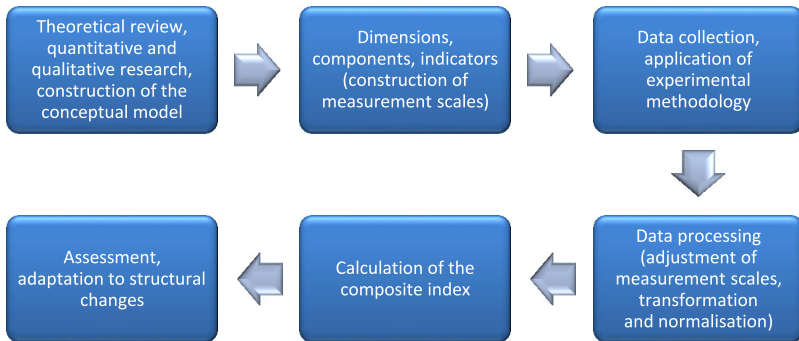 Theoretical review,
quantitative and
qualitative research,
construction of the
conceptual model
Dimensions,
components, indicators
(construction of
measurement scales)
Data collection,
application of
experimental
methodology
Data processing
(adjustment of
measurement scales,
transformation
and normalisation)
Calculation of the
composite index
Assessment,
adaptation to structural
changes